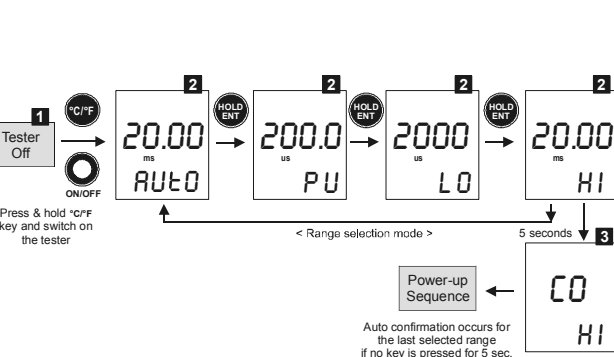 2 2 2 2
1
°C/°F
HOLD
ENT
HOLD
ENT
HOLD
ENT
Tester
Off
20.00
ms
AUtO
200.0
us
PU
2000
us
LO
20.00
ms
HI
ON/OFF
Press & hold °C/°F
key and switch on
the tester
< Range selection mode >
5 seconds
3
CO
HI
Power-up
Sequence
Auto confirmation occurs for
the last selected range
if no key is pressed for 5 sec.